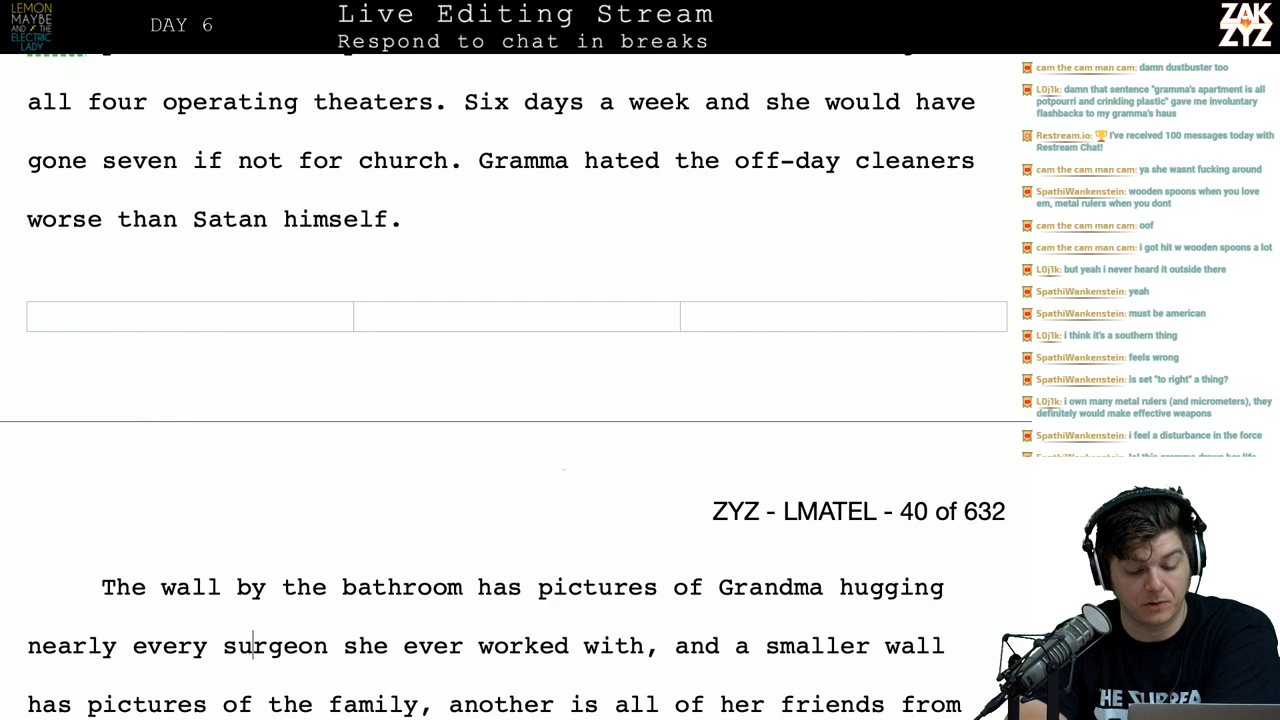 LEMON
MAYBE
AND THE
ELECTRIC
LADY
DAY 6
Live Editing Stream
Respond to chat in breaks
ZAK
ZYZ
all four operating theaters. Six days a week and she would have
gone seven if not for church. Gramma hated the off-day cleaners
worse than Satan himself.
ZYZ - LMATEL - 40 of 632
The wall by the bathroom has pictures of Grandma hugging
nearly every surgeon she ever worked with, and a smaller wall
has pictures of the family, another is all of her friends from
cam the cam man cam: damn dustbuster too
L0j1k: damn that sentence "gramma's apartment is all
potpourri and crinkling plastic" gave me involuntary
flashbacks to my gramma's haus
Restream.io: 🏆 I've received 100 messages today with
Restream Chat!
cam the cam man cam: ya she wasnt fucking around
SpathiWankenstein: wooden spoons when you love
em, metal rulers when you dont
cam the cam man cam: oof
cam the cam man cam: i got hit w wooden spoons a lot
L0j1k: but yeah i never heard it outside there
SpathiWankenstein: yeah
SpathiWankenstein: must be american
L0j1k: i think it's a southern thing
SpathiWankenstein: feels wrong
SpathiWankenstein: is set "to right" a thing?
L0j1k: i own many metal rulers (and micrometers), they
definitely would make effective weapons
SpathiWankenstein: i feel a disturbance in the force
THE SURREA